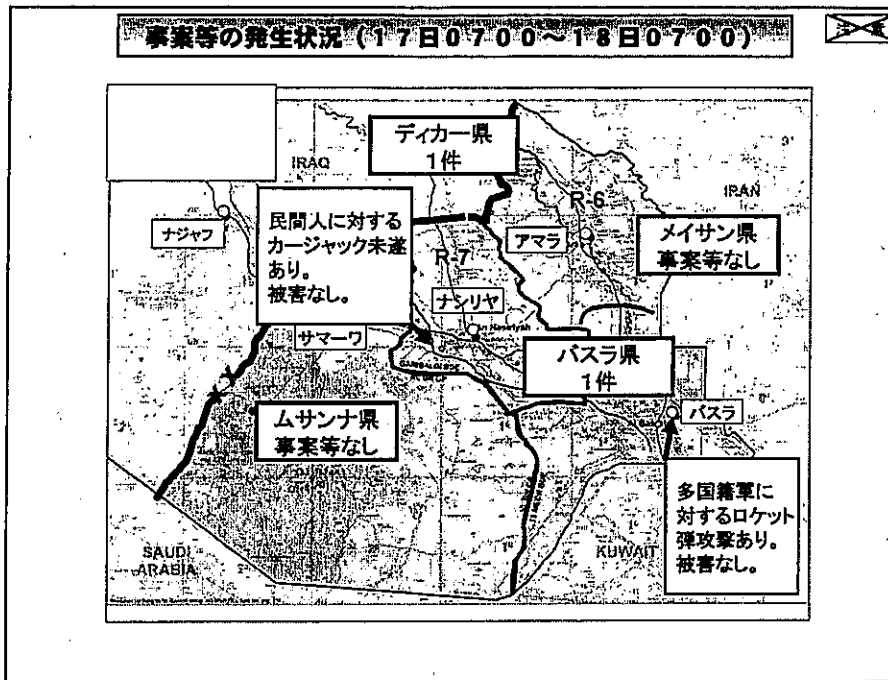 事案等の発生状況（１７日０７００～１８日０７００）
ディカー県
１件
IRAQ
IRAN
民間人に対する
カージャック未遂
あり。
被害なし。
R-6
ナジャフ
アマラ
メイサン県
事案等なし
R-7
ナシリヤ
An Nasiriyah
サマーワ
バスラ県
１件
バスラ
ムサンナ県
事案等なし
多国籍軍に
対するロケット
弾攻撃あり。
被害なし。
SAUDI
ARABIA
KUWAIT